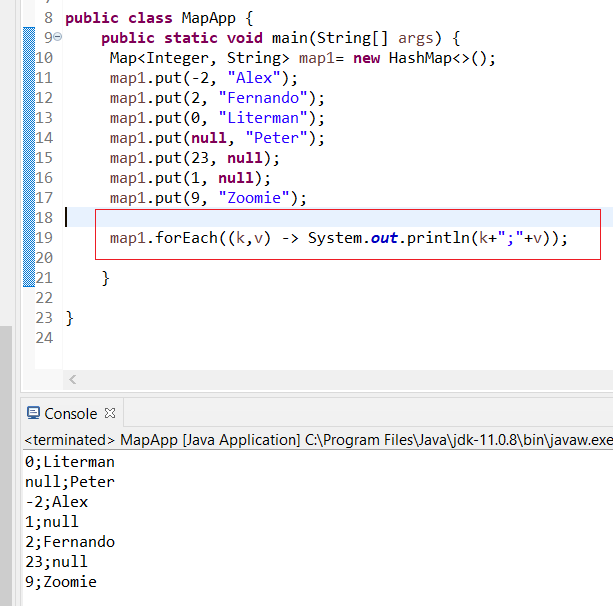 8 public class MapApp {
9 public static void main(String[] args) {
10 Map<Integer, String> map1= new HashMap<>();
11 map1.put(-2, "Alex");
12 map1.put(2, "Fernando");
13 map1.put(0, "Literman");
14 map1.put(null, "Peter");
15 map1.put(23, null);
16 map1.put(1, null);
17 map1.put(9, "Zoomie");
18
19 map1.forEach((k,v) -> System.out.println(k+";"+v));
20
21 }
22
23 }
24
Console
<terminated> MapApp [Java Application] C:\Program Files\Java\jdk-11.0.8\bin\javaw.exe
0;Literman
null;Peter
-2;Alex
1;null
2;Fernando
23;null
9;Zoomie